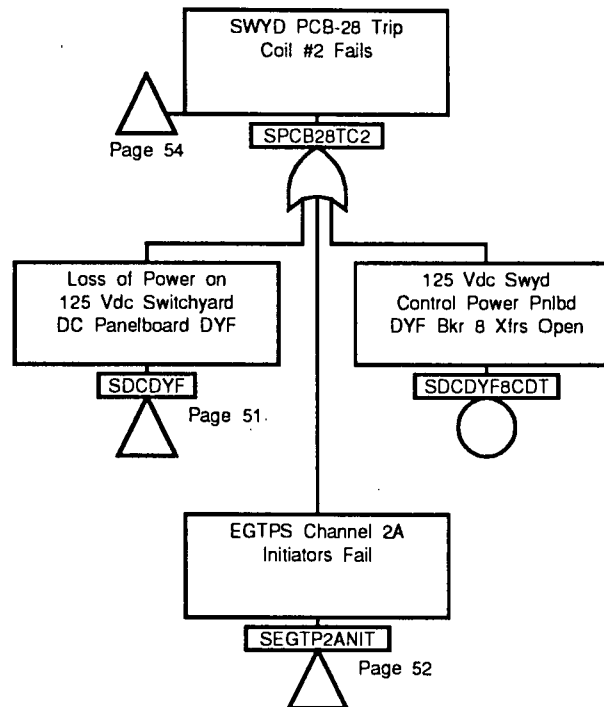 SWYD PCB-28 Trip
Coil #2 Fails
Page 54
SPCB28TC2
Loss of Power on
125 Vdc Switchyard
DC Panelboard DYF
SDCDYF
Page 51
125 Vdc Swyd
Control Power Pnlbd
DYF Bkr 8 Xfrs Open
SDCDYF8CDT
EGTPS Channel 2A
Initiators Fail
SEGTP2ANIT
Page 52